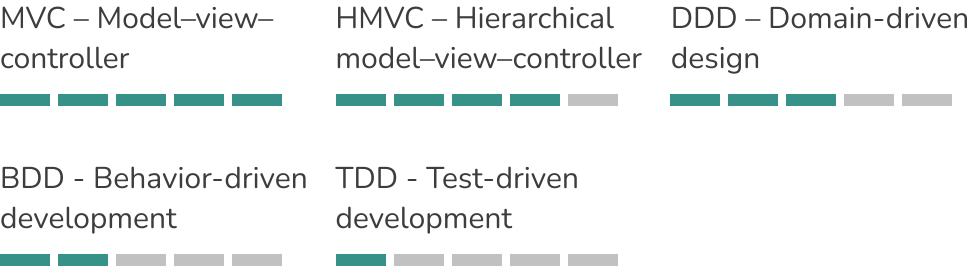 MVC – Model–view–
controller
HMVC – Hierarchical
model–view–controller
DDD – Domain-driven
design
BDD - Behavior-driven
development
TDD - Test-driven
development